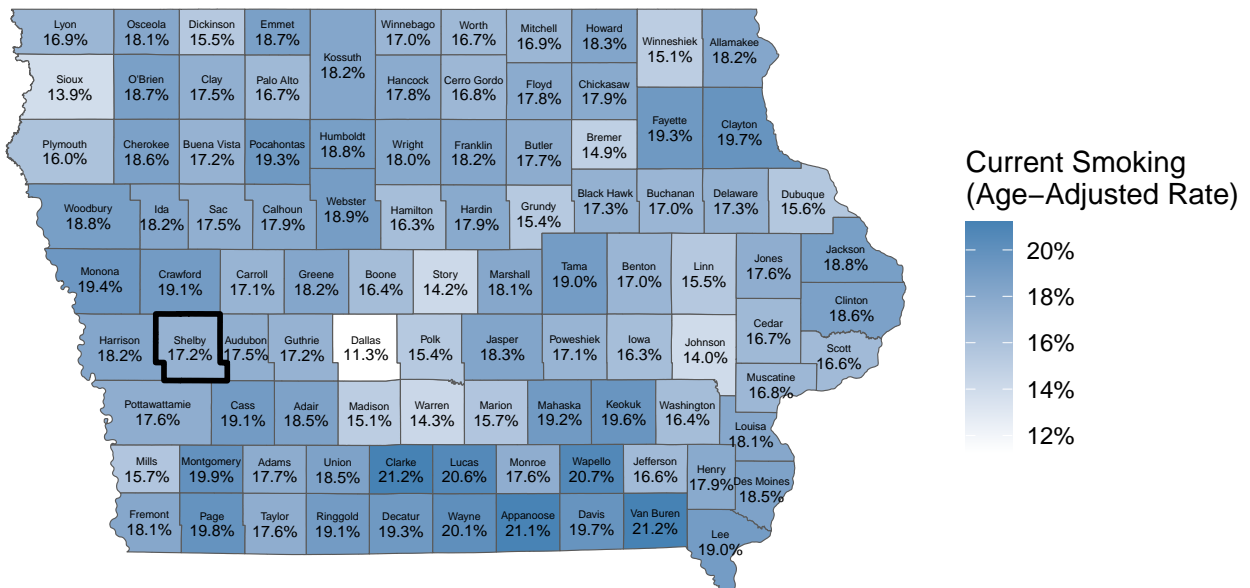 Lyon
16.9%
Osceola
18.1%
Dickinson
15.5%
Emmet
18.7%
Kossuth
18.2%
Winnebago
17.0%
Worth
16.7%
Mitchell
16.9%
Howard
18.3%
Winneshiek
15.1%
Allamakee
18.2%
Sioux
13.9%
O'Brien
18.7%
Clay
17.5%
Palo Alto
16.7%
Hancock
17.8%
Cerro Gordo
16.8%
Floyd
17.8%
Chickasaw
17.9%
Fayette
19.3%
Clayton
19.7%
Plymouth
16.0%
Cherokee
18.6%
Buena Vista
17.2%
Pocahontas
19.3%
Humboldt
18.8%
Wright
18.0%
Franklin
18.2%
Butler
17.7%
Bremer
14.9%
Woodbury
18.8%
Ida
18.2%
Sac
17.5%
Calhoun
17.9%
Webster
18.9%
Hamilton
16.3%
Hardin
17.9%
Grundy
15.4%
Black Hawk
17.3%
Buchanan
17.0%
Delaware
17.3%
Dubuque
15.6%
Monona
19.4%
Crawford
19.1%
Carroll
17.1%
Greene
18.2%
Boone
16.4%
Story
14.2%
Marshall
18.1%
Tama
19.0%
Benton
17.0%
Linn
15.5%
Jones
17.6%
Jackson
18.8%
Clinton
18.6%
Harrison
18.2%
Shelby
17.2%
Audubon
17.5%
Guthrie
17.2%
Dallas
11.3%
Polk
15.4%
Jasper
18.3%
Poweshiek
17.1%
Iowa
16.3%
Johnson
14.0%
Cedar
16.7%
Scott
16.6%
Muscatine
16.8%
Pottawattamie
17.6%
Cass
19.1%
Adair
18.5%
Madison
15.1%
Warren
14.3%
Marion
15.7%
Mahaska
19.2%
Keokuk
19.6%
Washington
16.4%
Louisa
18.1%
Mills
15.7%
Montgomery
19.9%
Adams
17.7%
Union
18.5%
Clarke
21.2%
Lucas
20.6%
Monroe
17.6%
Wapello
20.7%
Jefferson
16.6%
Henry
17.9%
Des Moines
18.5%
Fremont
18.1%
Page
19.8%
Taylor
17.6%
Ringgold
19.1%
Decatur
19.3%
Wayne
20.1%
Appanoose
21.1%
Davis
19.7%
Van Buren
21.2%
Lee
19.0%
Current Smoking
(Age−Adjusted Rate)
20%
18%
16%
14%
12%